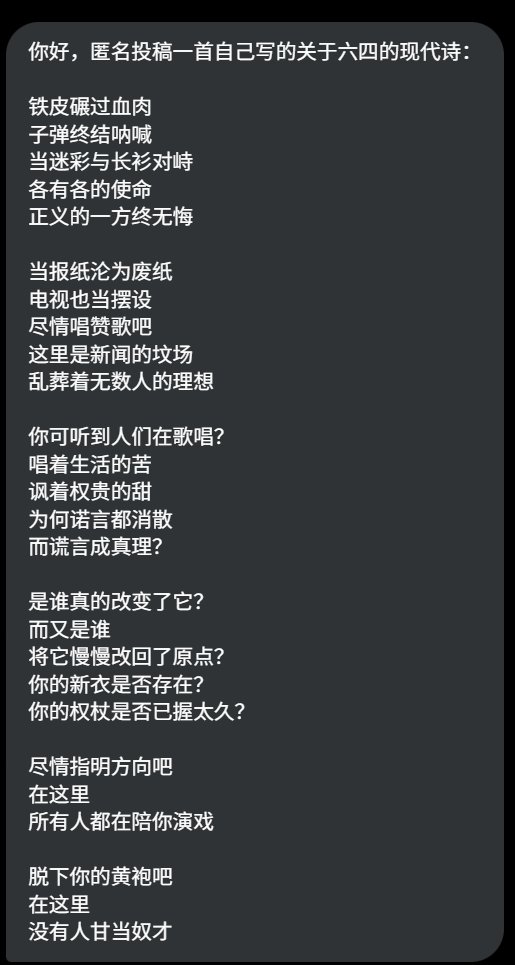 你好，匿名投稿一首自己写的关于六四的现代诗：
铁皮碾过血肉
子弹终结呐喊
当迷彩与长衫对峙
各有各的使命
正义的一方终无悔
当报纸沦为废纸
电视也当摆设
尽情唱赞歌吧
这里是新闻的坟场
乱葬着无数人的理想
你可听到人们在歌唱？
唱着生活的苦
讽着权贵的甜
为何诺言都消散
而谎言成真理？
是谁真的改变了它？
而又是谁
将它慢慢改回了原点？
你的新衣是否存在？
你的权杖是否已握太久？
尽情指明方向吧
在这里
所有人都在陪你演戏
脱下你的黄袍吧
在这里
没有人甘当奴才